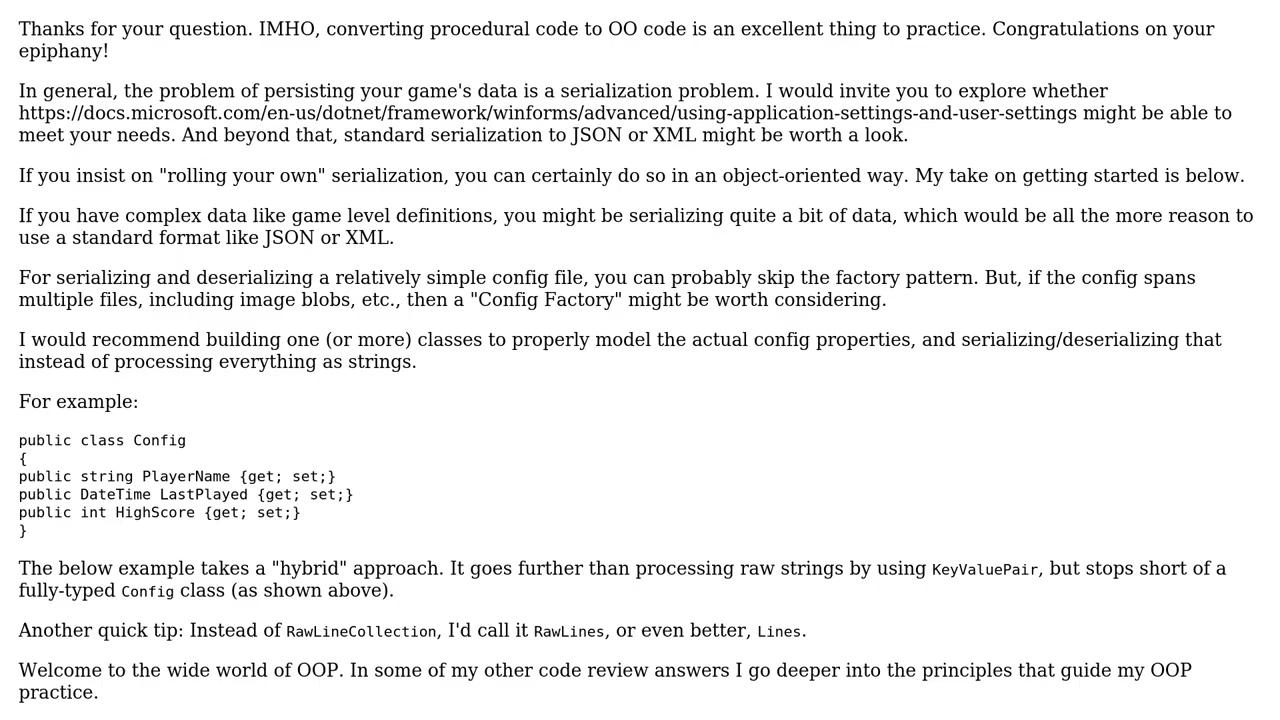 Thanks for your question. IMHO, converting procedural code to OO code is an excellent thing to practice. Congratulations on your
epiphany!
In general, the problem of persisting your game's data is a serialization problem. I would invite you to explore whether
https://docs.microsoft.com/en-us/dotnet/framework/winforms/advanced/using-application-settings-and-user-settings might be able to
meet your needs. And beyond that, standard serialization to JSON or XML might be worth a look.
If you insist on "rolling your own" serialization, you can certainly do so in an object-oriented way. My take on getting started is below.
If you have complex data like game level definitions, you might be serializing quite a bit of data, which would be all the more reason to
use a standard format like JSON or XML.
For serializing and deserializing a relatively simple config file, you can probably skip the factory pattern. But, if the config spans
multiple files, including image blobs, etc., then a "Config Factory" might be worth considering.
I would recommend building one (or more) classes to properly model the actual config properties, and serializing/deserializing that
instead of processing everything as strings.
For example:
public class Config
{
public string PlayerName {get; set;}
public DateTime LastPlayed {get; set;}
public int HighScore {get; set;}
}
The below example takes a "hybrid" approach. It goes further than processing raw strings by using KeyValuePair, but stops short of a
fully-typed Config class (as shown above).
Another quick tip: Instead of RawLineCollection, I'd call it RawLines, or even better, Lines.
Welcome to the wide world of OOP. In some of my other code review answers I go deeper into the principles that guide my OOP
practice.